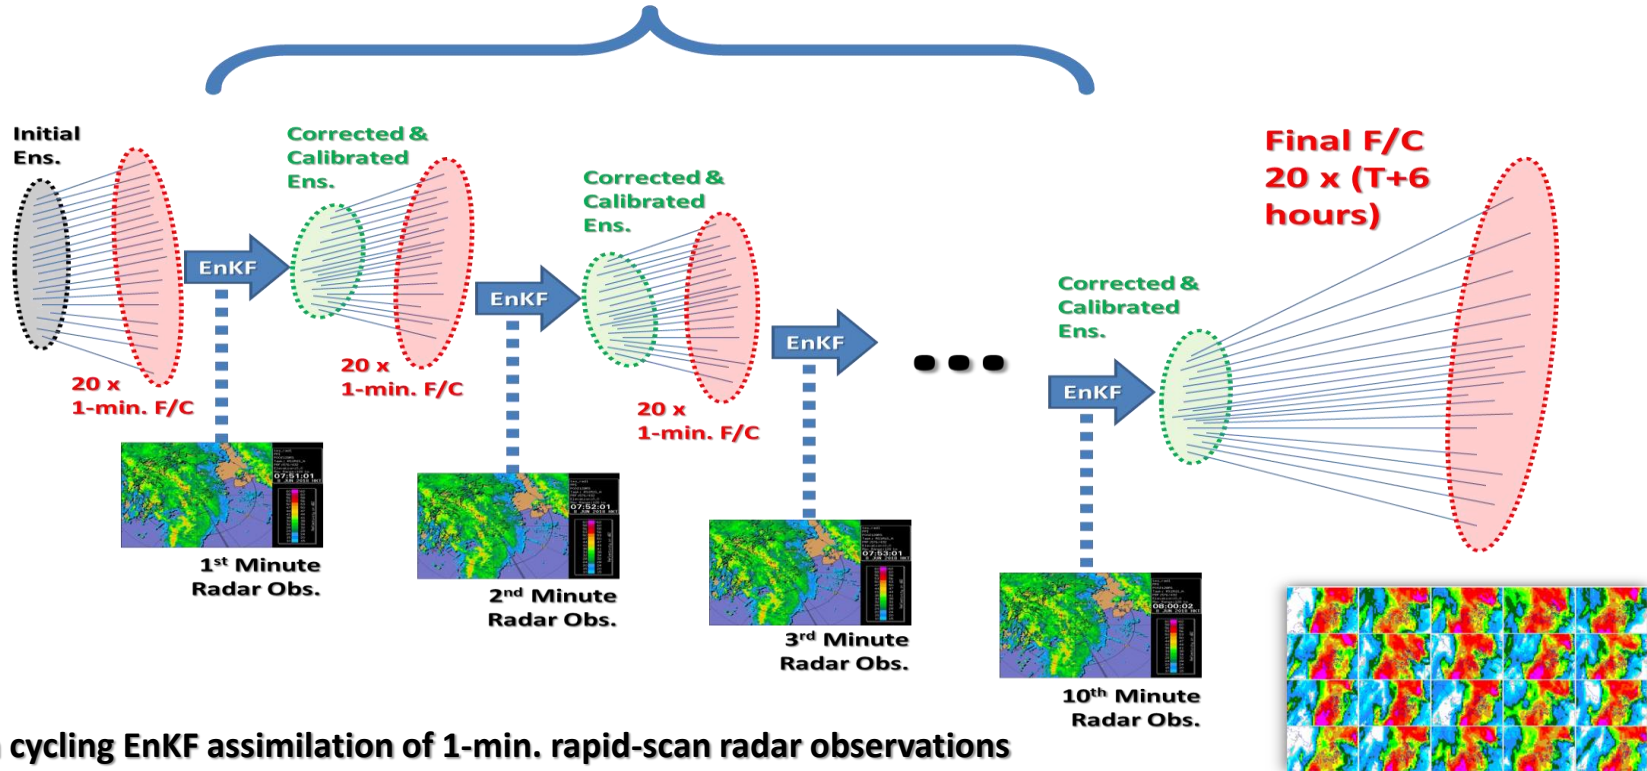 Initial
Ens.
Corrected &
Calibrated
Ens.
Corrected &
Calibrated
Ens.
Final F/C
20 x (T+6
hours)
EnKF
EnKF
EnKF
Corrected &
Calibrated
Ens.
EnKF
20 x
1-min. F/C
20 x
1-min. F/C
20 x
1-min. F/C
...
07:51:01
1st Minute
Radar Obs.
07:52:01
2nd Minute
Radar Obs.
07:53:01
3rd Minute
Radar Obs.
08:00:02
10th Minute
Radar Obs.
cycling EnKF assimilation of 1-min. rapid-scan radar observations